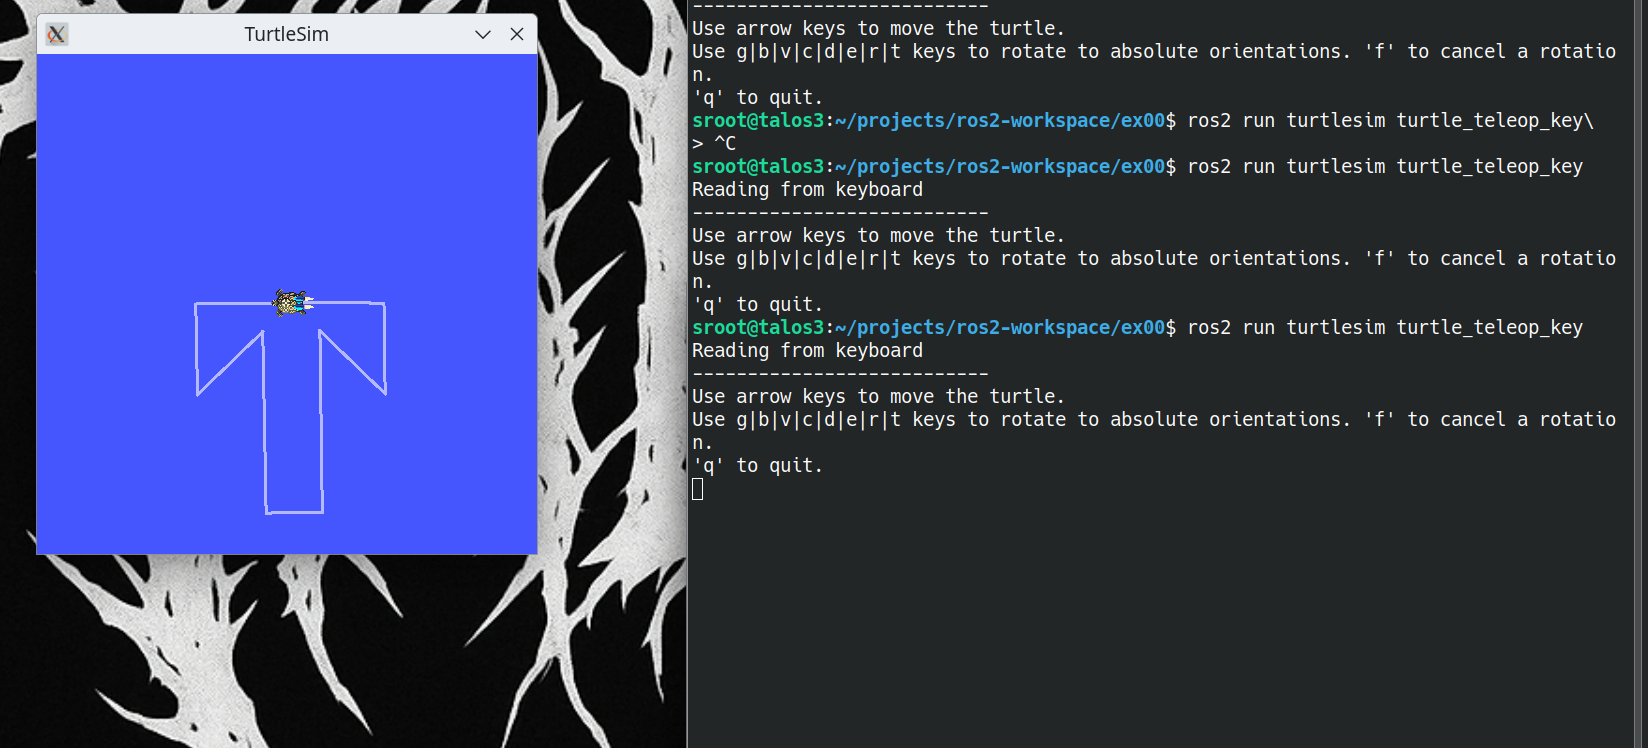 TurtleSim
---------------------------
Use arrow keys to move the turtle.
Use g|b|v|c|d|e|r|t keys to rotate to absolute orientations. 'f' to cancel a rotatio
n.
'q' to quit.
sroot@talos3:~/projects/ros2-workspace/ex00$ ros2 run turtlesim turtle_teleop_key\
> ^C
sroot@talos3:~/projects/ros2-workspace/ex00$ ros2 run turtlesim turtle_teleop_key
Reading from keyboard
---------------------------
Use arrow keys to move the turtle.
Use g|b|v|c|d|e|r|t keys to rotate to absolute orientations. 'f' to cancel a rotatio
n.
'q' to quit.
sroot@talos3:~/projects/ros2-workspace/ex00$ ros2 run turtlesim turtle_teleop_key
Reading from keyboard
---------------------------
Use arrow keys to move the turtle.
Use g|b|v|c|d|e|r|t keys to rotate to absolute orientations. 'f' to cancel a rotatio
n.
'q' to quit.